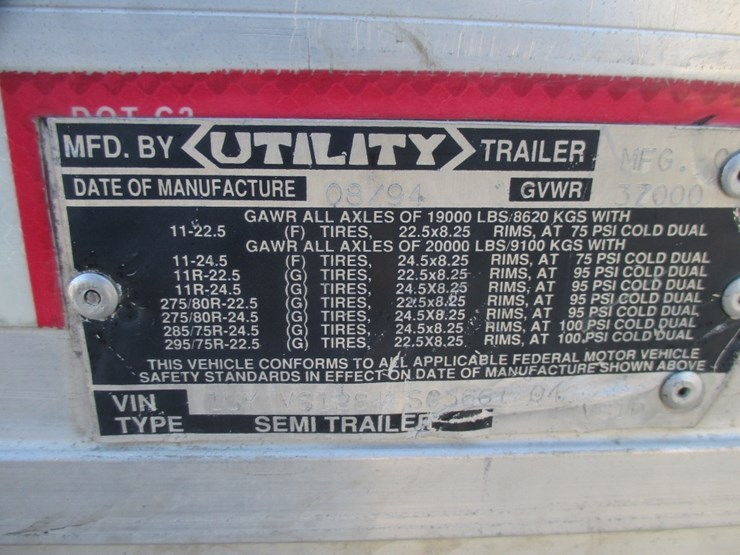 DOT-C2
MFD. BY UTILITY TRAILER MFG.
DATE OF MANUFACTURE 08/94 GVWR 37000
GAWR ALL AXLES OF 19000 LBS/8620 KGS WITH
11-22.5 (F) TIRES, 22.5x8.25 RIMS, AT 75 PSI COLD DUAL
GAWR ALL AXLES OF 20000 LBS/9100 KGS WITH
11-24.5 (F) TIRES, 24.5x8.25 RIMS, AT 75 PSI COLD DUAL
11R-22.5 (G) TIRES, 22.5x8.25 RIMS, AT 95 PSI COLD DUAL
11R-24.5 (G) TIRES, 24.5X8.25 RIMS, AT 95 PSI COLD DUAL
275/80R-22.5 (G) TIRES, 22.5x8.25 RIMS, AT 95 PSI COLD DUAL
275/80R-24.5 (G) TIRES, 24.5X8.25 RIMS, AT 95 PSI COLD DUAL
285/75R-24.5 (G) TIRES, 24.5x8.25 RIMS, AT 100 PSI COLD DUAL
295/75R-22.5 (G) TIRES, 22.5x8.25 RIMS, AT 100 PSI COLD DUAL
THIS VEHICLE CONFORMS TO ALL APPLICABLE FEDERAL MOTOR VEHICLE
SAFETY STANDARDS IN EFFECT ON DATE OF MANUFACTURE SHOWN ABOVE
VIN
TYPE SEMI TRAILER